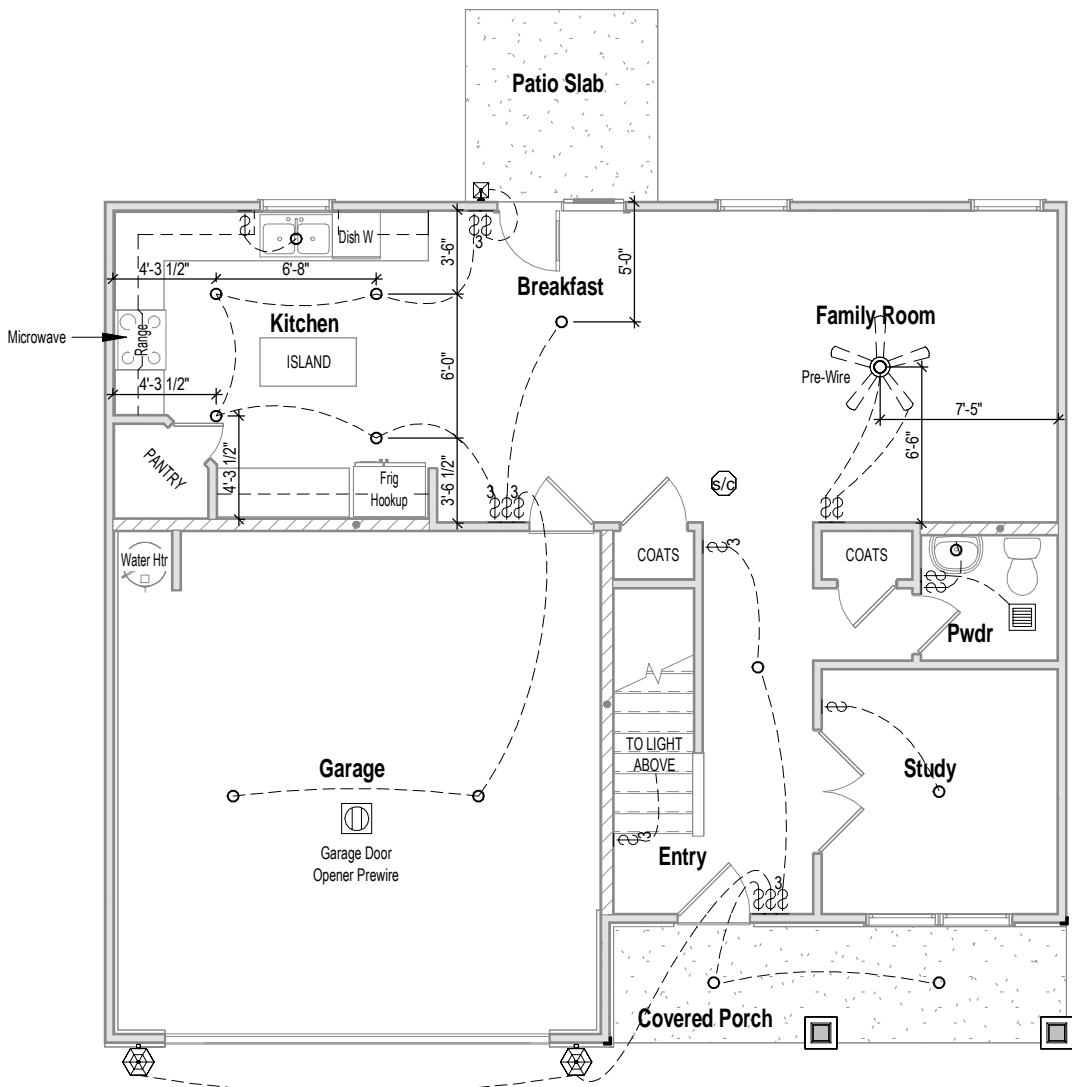 Patio Slab
Dish W
3
3'-6"
5'-0"
4'-3 1/2"
6'-8"
Breakfast
Kitchen
Family Room
Microwave
Range
ISLAND
6'-0"
Pre-Wire
4'-3 1/2"
7'-5"
6'-6"
PANTRY
4'-3 1/2"
Frig
Hookup
3'-6 1/2"
3
3
S/C
Water Htr
COATS
3
COATS
Pwdr
TO LIGHT
ABOVE
Garage
Study
Garage Door
Opener Prewire
3
Entry
3
Covered Porch